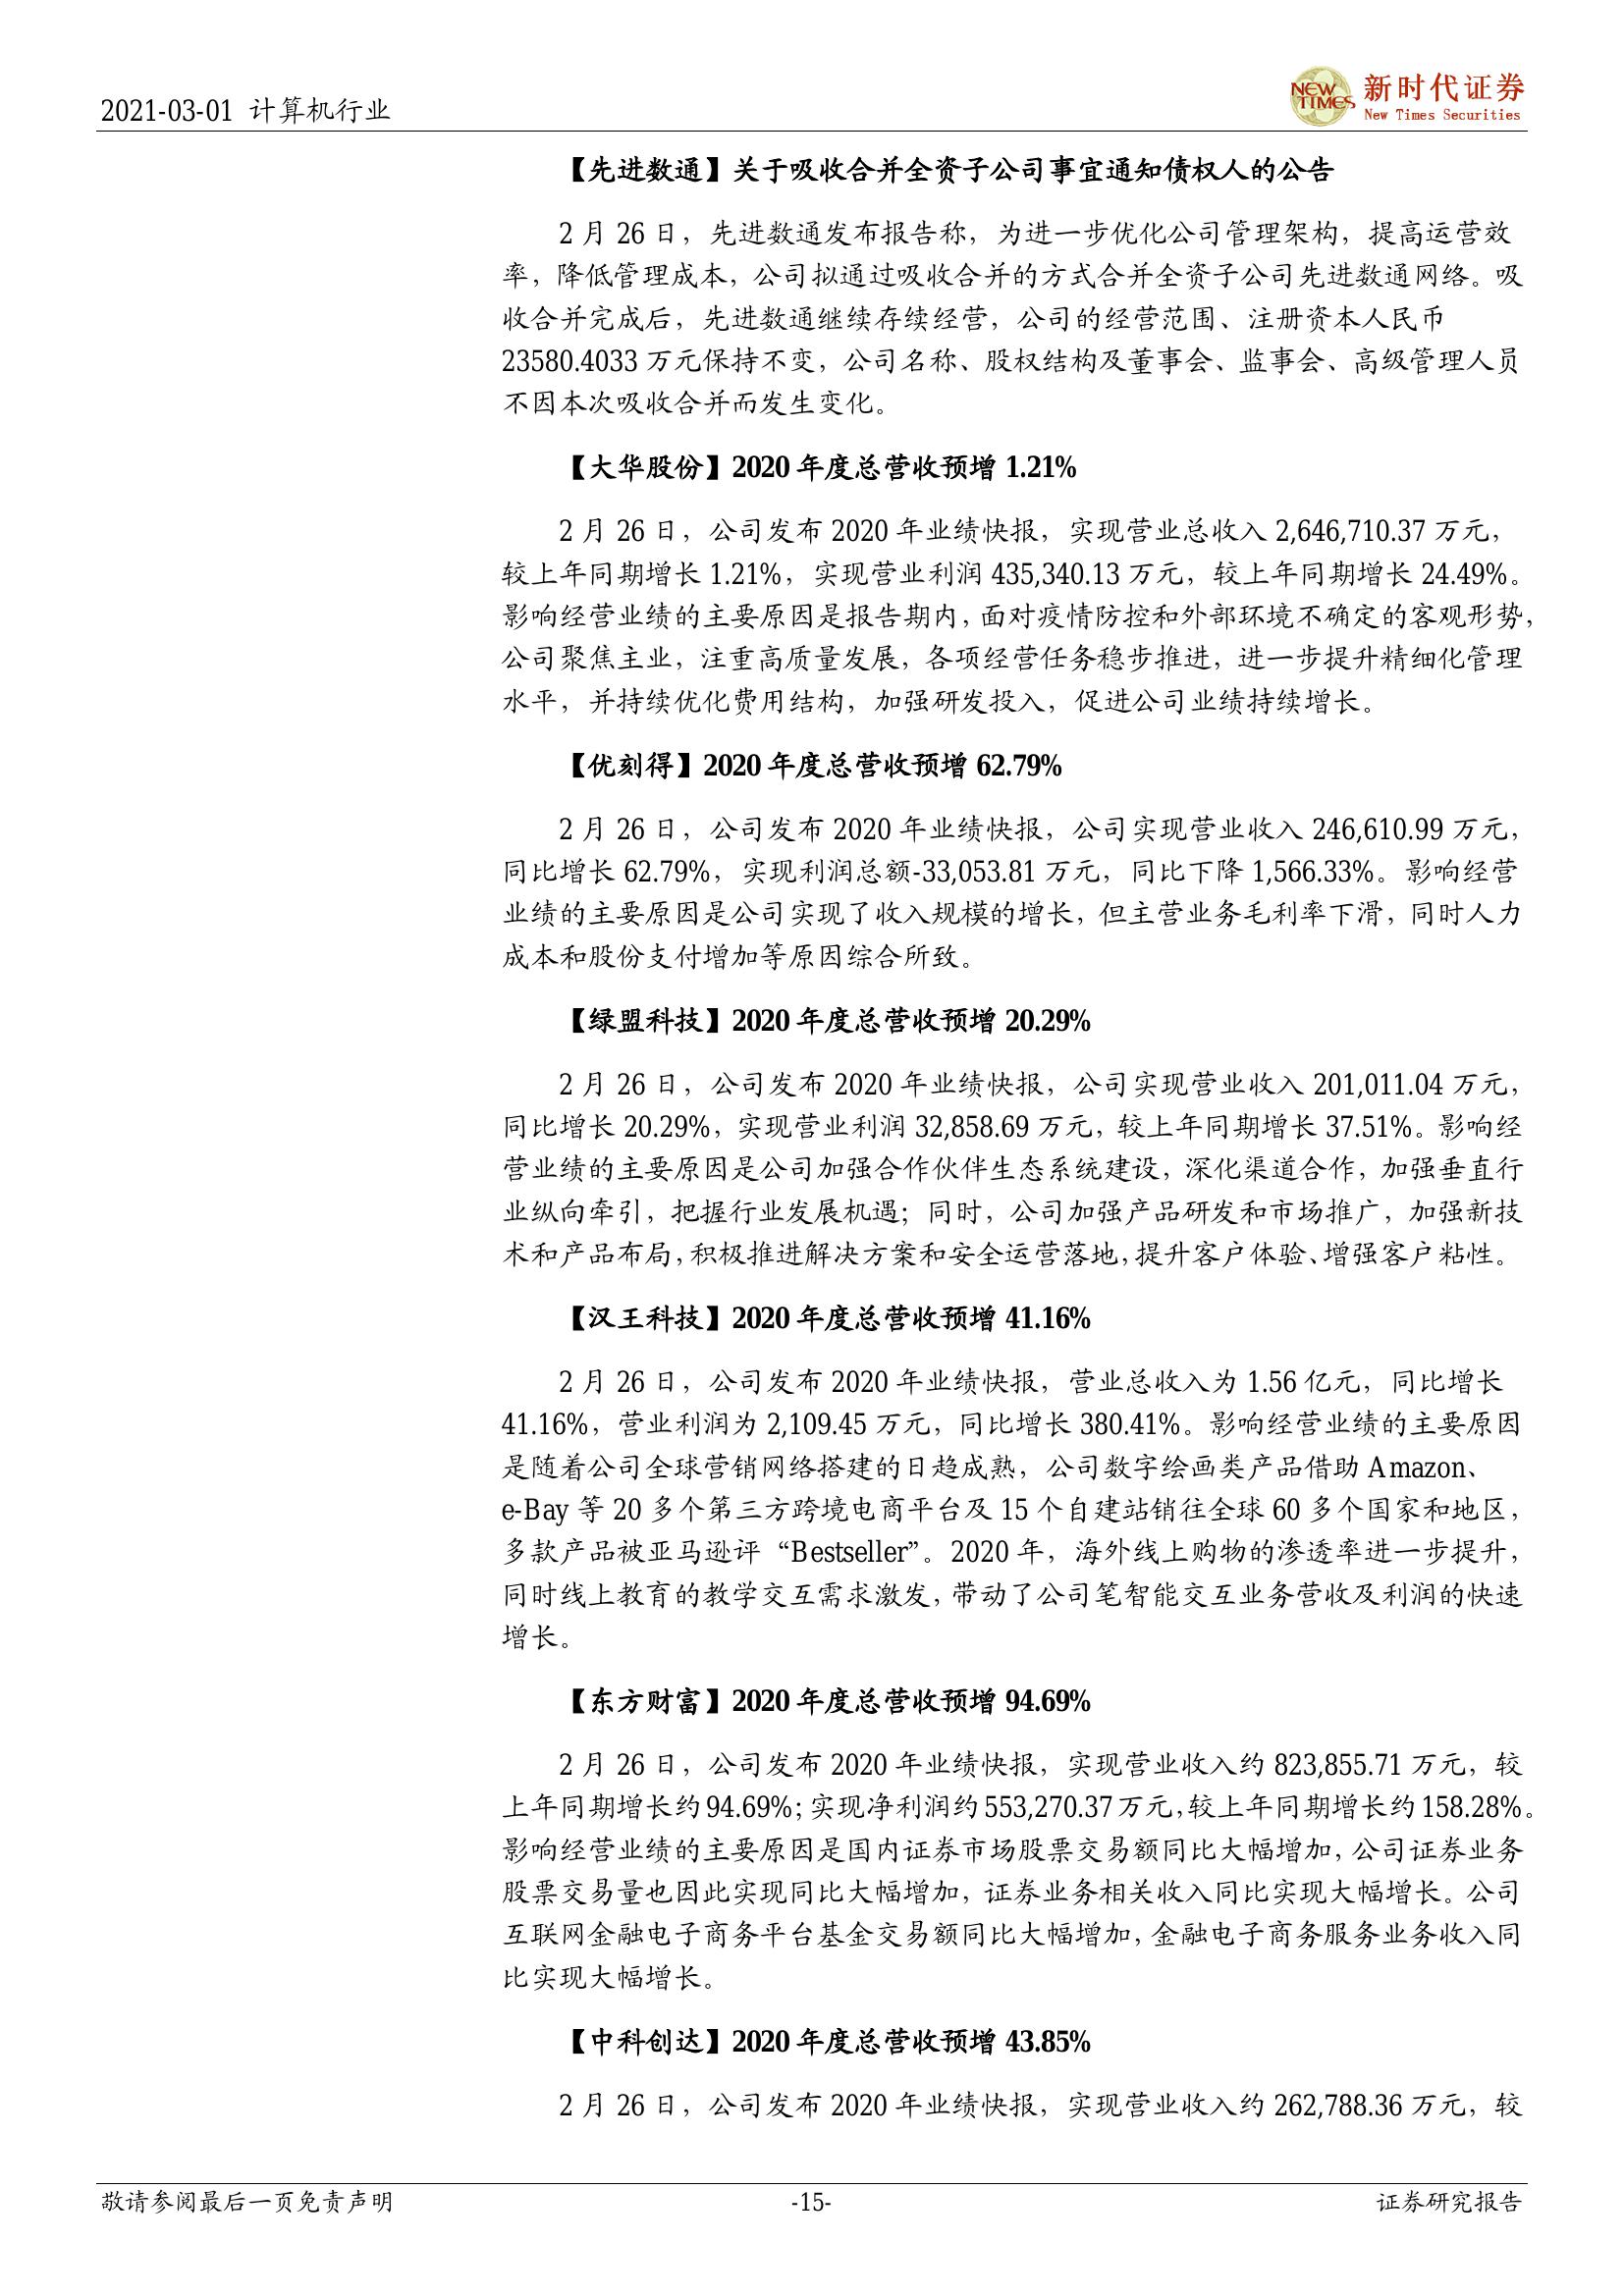 2021-03-01 计算机行业
NEW TIMES
新时代证券
New Times Securities
【先进数通】关于吸收合并全资子公司事宜通知债权人的公告
2 月 26 日，先进数通发布报告称，为进一步优化公司管理架构，提高运营效
率，降低管理成本，公司拟通过吸收合并的方式合并全资子公司先进数通网络。吸
收合并完成后，先进数通继续存续经营，公司的经营范围、注册资本人民币
23580.4033 万元保持不变，公司名称、股权结构及董事会、监事会、高级管理人员
不因本次吸收合并而发生变化。
【大华股份】2020 年度总营收预增 1.21%
2 月 26 日，公司发布 2020 年业绩快报，实现营业总收入 2,646,710.37 万元，
较上年同期增长 1.21%，实现营业利润 435,340.13 万元，较上年同期增长 24.49%。
影响经营业绩的主要原因是报告期内，面对疫情防控和外部环境不确定的客观形势，
公司聚焦主业，注重高质量发展，各项经营任务稳步推进，进一步提升精细化管理
水平，并持续优化费用结构，加强研发投入，促进公司业绩持续增长。
【优刻得】2020 年度总营收预增 62.79%
2 月 26 日，公司发布 2020 年业绩快报，公司实现营业收入 246,610.99 万元，
同比增长 62.79%，实现利润总额-33,053.81 万元，同比下降 1,566.33%。影响经营
业绩的主要原因是公司实现了收入规模的增长，但主营业务毛利率下滑，同时人力
成本和股份支付增加等原因综合所致。
【绿盟科技】2020 年度总营收预增 20.29%
2 月 26 日，公司发布 2020 年业绩快报，公司实现营业收入 201,011.04 万元，
同比增长 20.29%，实现营业利润 32,858.69 万元，较上年同期增长 37.51%。影响经
营业绩的主要原因是公司加强合作伙伴生态系统建设，深化渠道合作，加强垂直行
业纵向牵引，把握行业发展机遇；同时，公司加强产品研发和市场推广，加强新技
术和产品布局，积极推进解决方案和安全运营落地，提升客户体验、增强客户粘性。
【汉王科技】2020 年度总营收预增 41.16%
2 月 26 日，公司发布 2020 年业绩快报，营业总收入为 1.56 亿元，同比增长
41.16%，营业利润为 2,109.45 万元，同比增长 380.41%。影响经营业绩的主要原因
是随着公司全球营销网络搭建的日趋成熟，公司数字绘画类产品借助 Amazon、
e-Bay 等 20 多个第三方跨境电商平台及 15 个自建站销往全球 60 多个国家和地区，
多款产品被亚马逊评“Bestseller”。2020 年，海外线上购物的渗透率进一步提升，
同时线上教育的教学交互需求激发，带动了公司笔智能交互业务营收及利润的快速
增长。
【东方财富】2020 年度总营收预增 94.69%
2 月 26 日，公司发布 2020 年业绩快报，实现营业收入约 823,855.71 万元，较
上年同期增长约 94.69%；实现净利润约 553,270.37 万元，较上年同期增长约 158.28%。
影响经营业绩的主要原因是国内证券市场股票交易额同比大幅增加，公司证券业务
股票交易量也因此实现同比大幅增加，证券业务相关收入同比实现大幅增长。公司
互联网金融电子商务平台基金交易额同比大幅增加，金融电子商务服务业务收入同
比实现大幅增长。
【中科创达】2020 年度总营收预增 43.85%
2 月 26 日，公司发布 2020 年业绩快报，实现营业收入约 262,788.36 万元，较
敬请参阅最后一页免责声明
-15-
证券研究报告